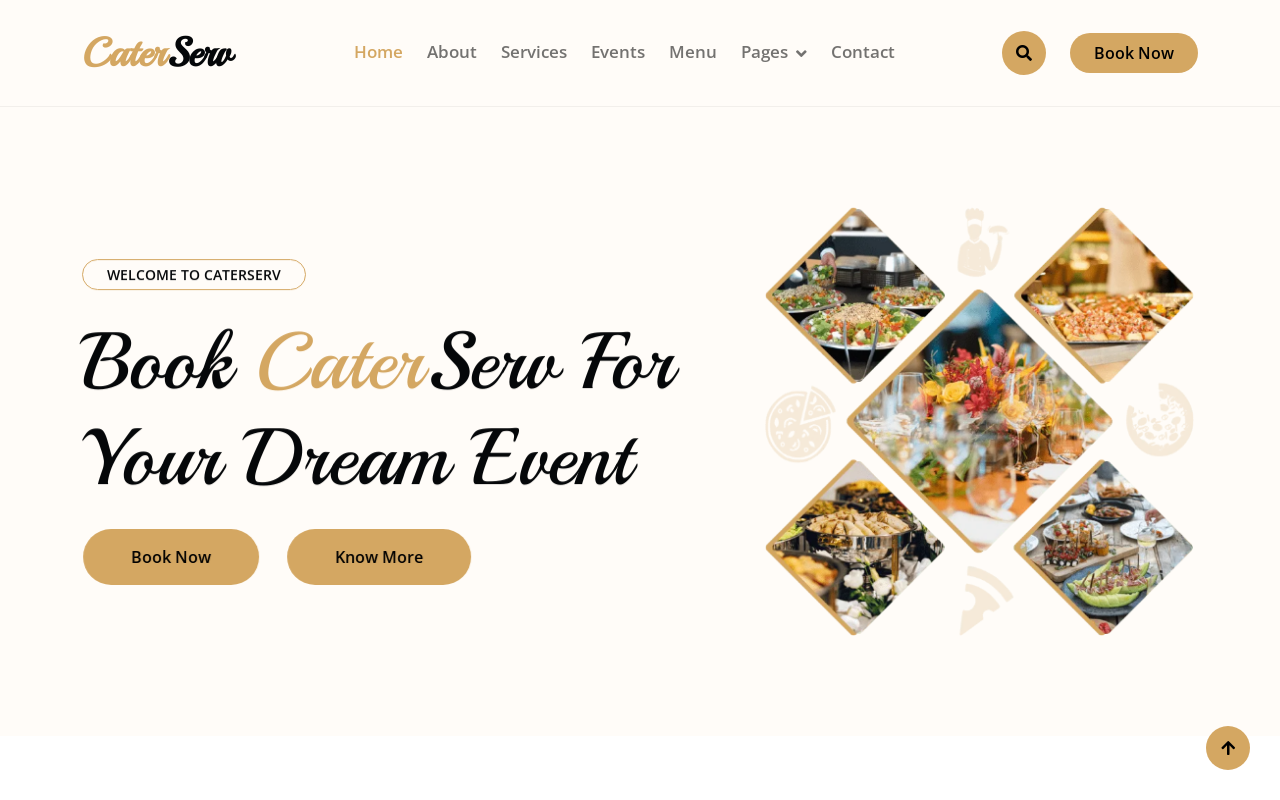 CaterServ
Home About Services Events Menu Pages Contact
Book Now
WELCOME TO CATERSERV
Book CaterServ For
Your Dream Event
Book Now Know More